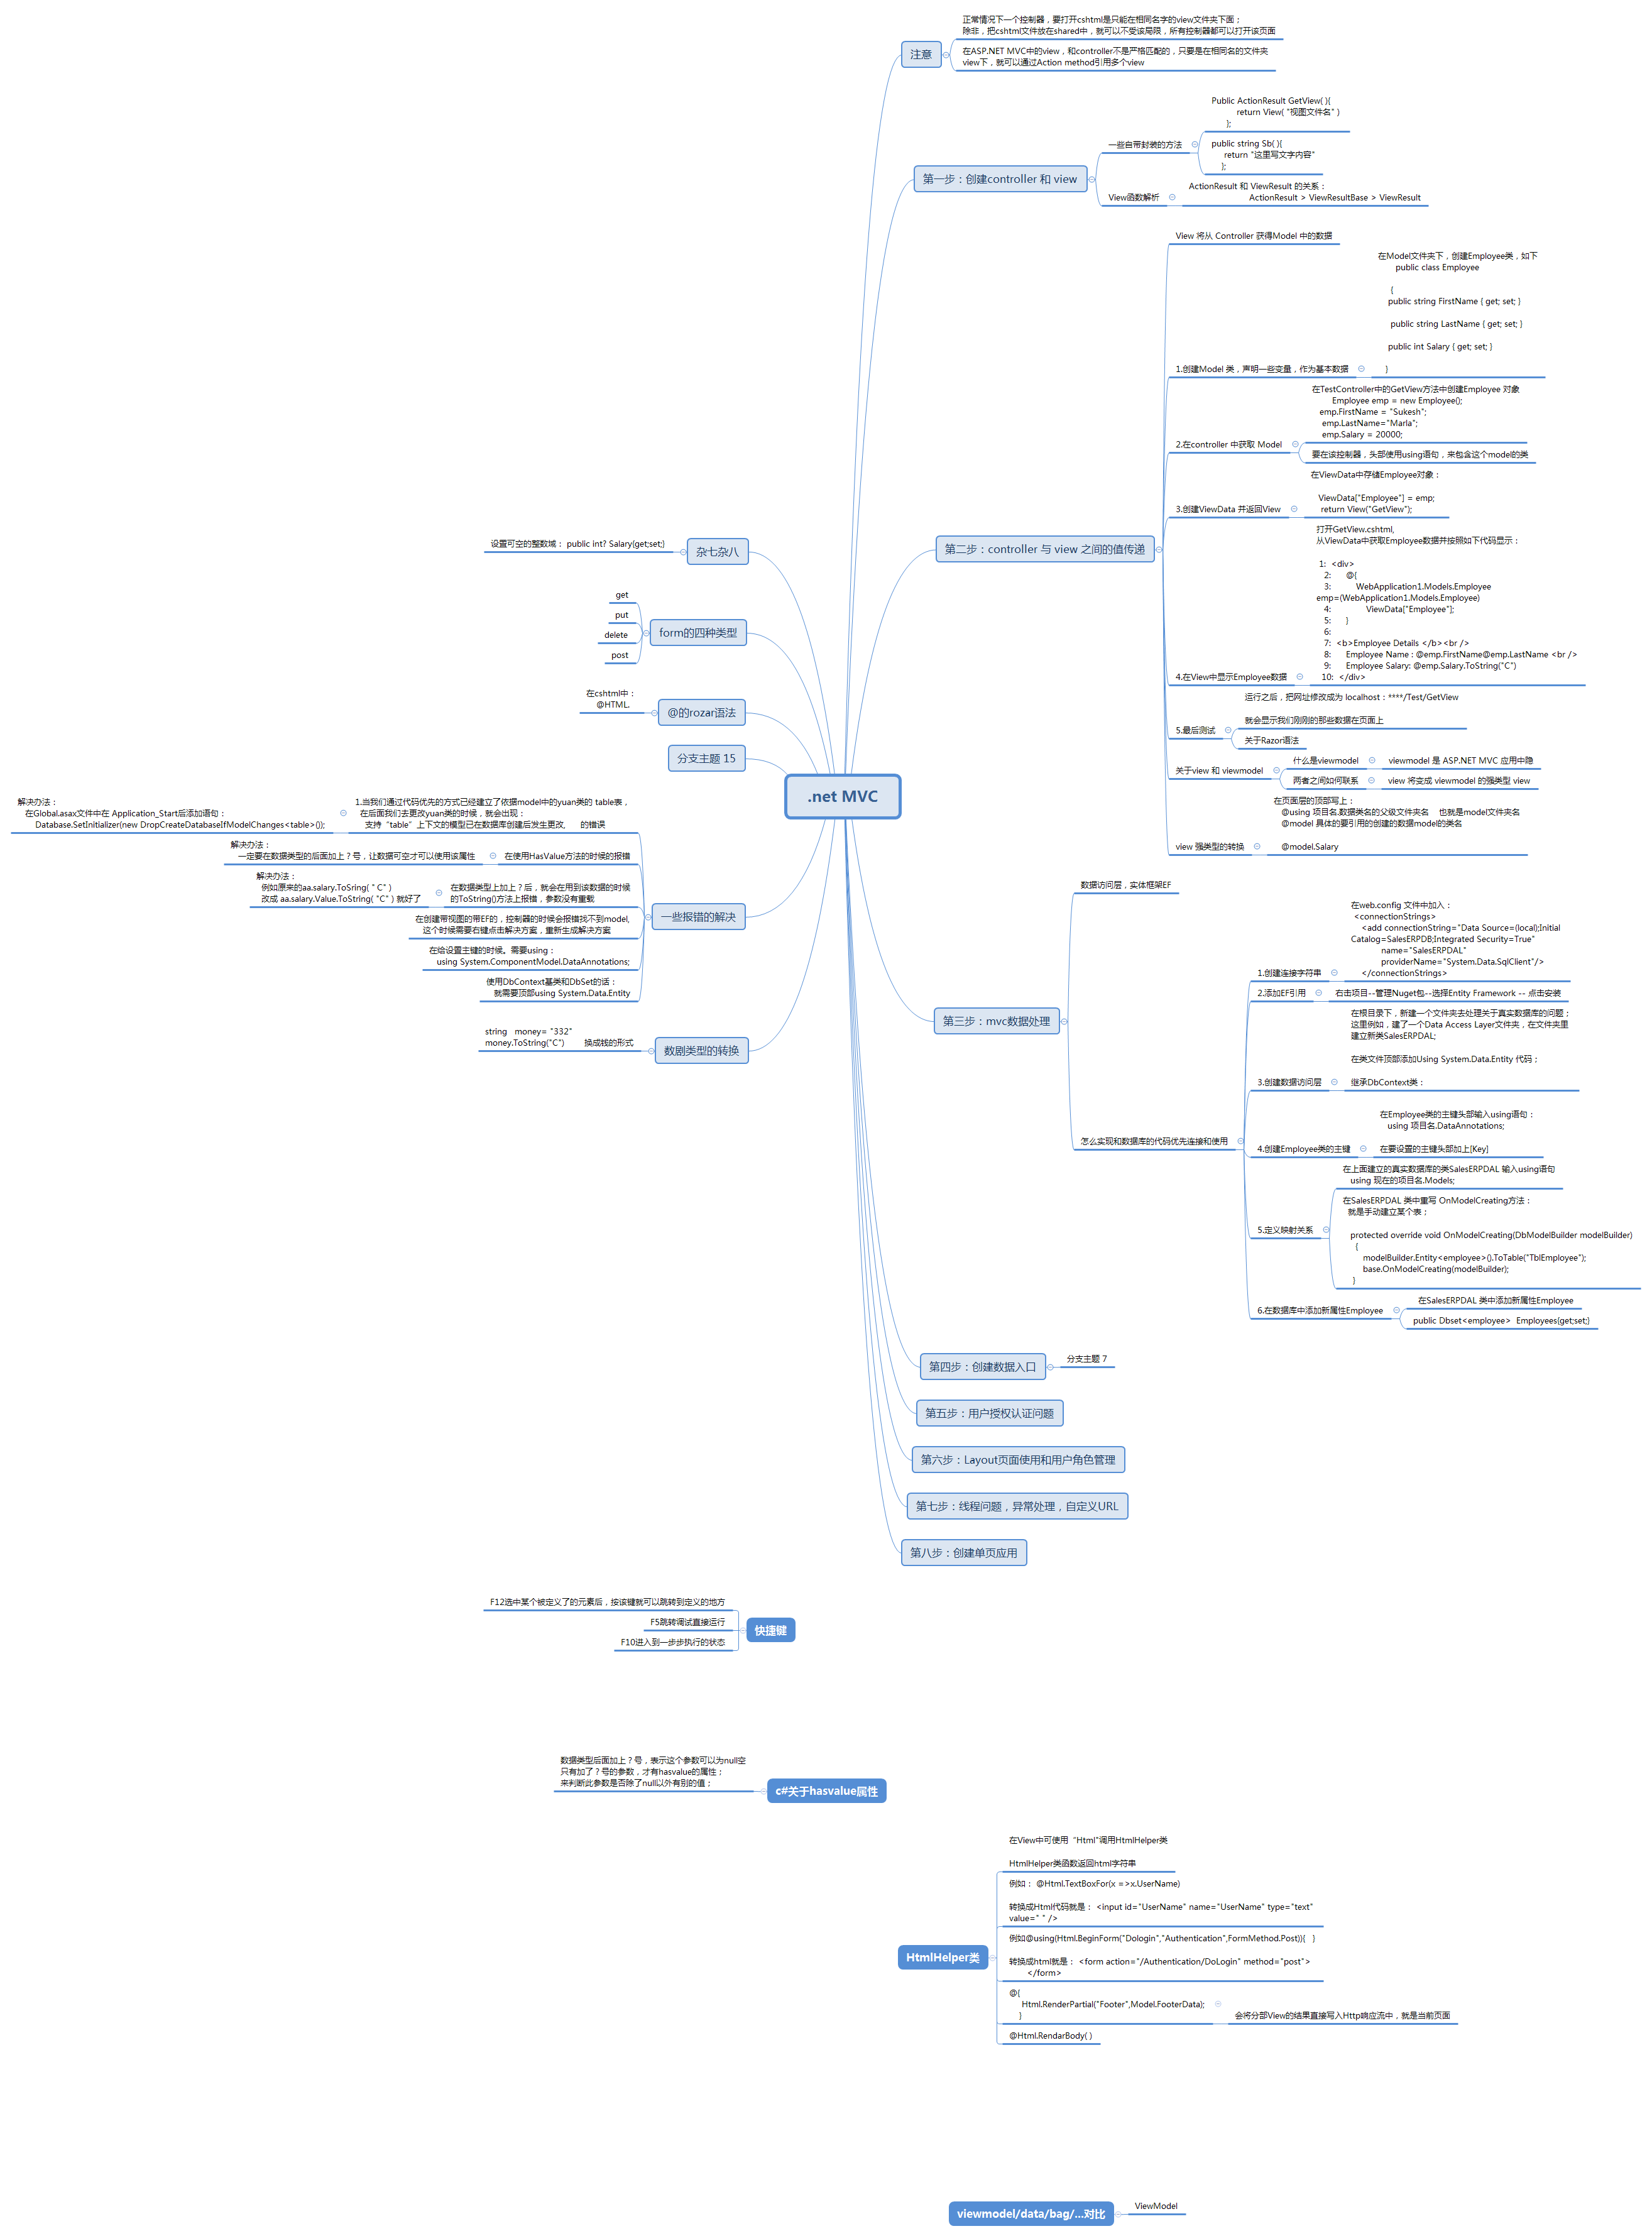 .net MVC
注意
正常情况下一个控制器，要打开cshtml是只能在相同名字的view文件夹下面；
除非，把cshtml文件放在shared中，就可以不受该局限，所有控制器都可以打开该页面
在ASP.NET MVC中的view，和controller不是严格匹配的，只要是在相同名的文件夹
view下，就可以通过Action method引用多个view
第一步：创建controller 和 view
一些自带封装的方法
Public ActionResult GetView( ){
return View( "视图文件名" )
};
public string Sb( ){
return "这里写文字内容"
};
View函数解析
ActionResult 和 ViewResult 的关系：
ActionResult > ViewResultBase > ViewResult
第二步：controller 与 view 之间的值传递
View 将从 Controller 获得Model 中的数据
1.创建Model 类，声明一些变量，作为基本数据
在Model文件夹下，创建Employee类，如下
public class Employee
{
public string FirstName { get; set; }
public string LastName { get; set; }
public int Salary { get; set; }
}
2.在controller 中获取 Model
在TestController中的GetView方法中创建Employee 对象
Employee emp = new Employee();
emp.FirstName = "Sukesh";
emp.LastName="Marla";
emp.Salary = 20000;
要在该控制器，头部使用using语句，来包含这个model的类
3.创建ViewData 并返回View
在ViewData中存储Employee对象：
ViewData["Employee"] = emp;
return View("GetView");
4.在View中显示Employee数据
打开GetView.cshtml,
从ViewData中获取Employee数据并按照如下代码显示：
1: <div>
2: @{
3: WebApplication1.Models.Employee
emp=(WebApplication1.Models.Employee)
4: ViewData["Employee"];
5: }
6:
7: <b>Employee Details </b><br />
8: Employee Name : @emp.FirstName@emp.LastName <br />
9: Employee Salary: @emp.Salary.ToString("C")
10: </div>
5.最后测试
运行之后，把网址修改成为 localhost：****/Test/GetView
就会显示我们刚刚的那些数据在页面上
关于Razor语法
关于view 和 viewmodel
什么是viewmodel
viewmodel 是 ASP.NET MVC 应用中隐
两者之间如何联系
view 将变成 viewmodel 的强类型 view
view 强类型的转换
在页面层的顶部写上：
@using 项目名.数据类名的父级文件夹名 也就是model文件夹名
@model 具体的要引用的创建的数据model的类名
@model.Salary
第三步：mvc数据处理
数据访问层，实体框架EF
怎么实现和数据库的代码优先连接和使用
1.创建连接字符串
在web.config 文件中加入：
<connectionStrings>
<add connectionString="Data Source=(local);Initial
Catalog=SalesERPDB;Integrated Security=True"
name="SalesERPDAL"
providerName="System.Data.SqlClient"/>
</connectionStrings>
2.添加EF引用
右击项目--管理Nuget包--选择Entity Framework -- 点击安装
3.创建数据访问层
在根目录下，新建一个文件夹去处理关于真实数据库的问题；
这里例如，建了一个Data Access Layer文件夹，在文件夹里
建立新类SalesERPDAL;
在类文件顶部添加Using System.Data.Entity 代码；
继承DbContext类：
4.创建Employee类的主键
在Employee类的主键头部输入using语句：
using 项目名.DataAnnotations;
在要设置的主键头部加上[Key]
5.定义映射关系
在上面建立的真实数据库的类SalesERPDAL 输入using语句
using 现在的项目名.Models;
在SalesERPDAL 类中重写 OnModelCreating方法：
就是手动建立某个表；
protected override void OnModelCreating(DbModelBuilder modelBuilder)
{
modelBuilder.Entity<employee>().ToTable("TblEmployee");
base.OnModelCreating(modelBuilder);
}
6.在数据库中添加新属性Employee
在SalesERPDAL 类中添加新属性Employee
public Dbset<employee> Employees{get;set;}
第四步：创建数据入口
分支主题 7
第五步：用户授权认证问题
第六步：Layout页面使用和用户角色管理
第七步：线程问题，异常处理，自定义URL
第八步：创建单页应用
杂七杂八
设置可空的整数域： public int? Salary{get;set;}
form的四种类型
get
put
delete
post
@的rozar语法
在cshtml中：
@HTML.
分支主题 15
一些报错的解决
1.当我们通过代码优先的方式已经建立了依据model中的yuan类的 table表，
在后面我们去更改yuan类的时候，就会出现：
支持“table”上下文的模型已在数据库创建后发生更改, 的错误
解决办法：
在Global.asax文件中在 Application_Start后添加语句：
Database.SetInitializer(new DropCreateDatabaseIfModelChanges<table>());
在使用HasValue方法的时候的报错
解决办法：
一定要在数据类型的后面加上？号，让数据可空才可以使用该属性
在数据类型上加上？后，就会在用到该数据的时候
的ToString()方法上报错，参数没有重载
解决办法：
例如原来的aa.salary.ToSring( " C" )
改成 aa.salary.Value.ToString( "C" ) 就好了
在创建带视图的带EF的，控制器的时候会报错找不到model,
这个时候需要右键点击解决方案，重新生成解决方案
在给设置主键的时候。需要using：
using System.ComponentModel.DataAnnotations;
使用DbContext基类和DbSet的话：
就需要顶部using System.Data.Entity
数剧类型的转换
string money= "332"
money.ToString("C") 换成钱的形式
快捷键
F12选中某个被定义了的元素后，按该键就可以跳转到定义的地方
F5跳转调试直接运行
F10进入到一步步执行的状态
c#关于hasvalue属性
数据类型后面加上？号，表示这个参数可以为null空
只有加了？号的参数，才有hasvalue的属性；
来判断此参数是否除了null以外有别的值；
HtmlHelper类
在View中可使用“Html"调用HtmlHelper类
HtmlHelper类函数返回html字符串
例如： @Html.TextBoxFor(x =>x.UserName)
转换成Html代码就是： <input id="UserName" name="UserName" type="text"
value=" " />
例如@using(Html.BeginForm("Dologin","Authentication",FormMethod.Post)){ }
转换成html就是： <form action="/Authentication/DoLogin" method="post">
</form>
@{
Html.RenderPartial("Footer",Model.FooterData);
}
会将分部View的结果直接写入Http响应流中，就是当前页面
@Html.RendarBody( )
viewmodel/data/bag/...对比
ViewModel